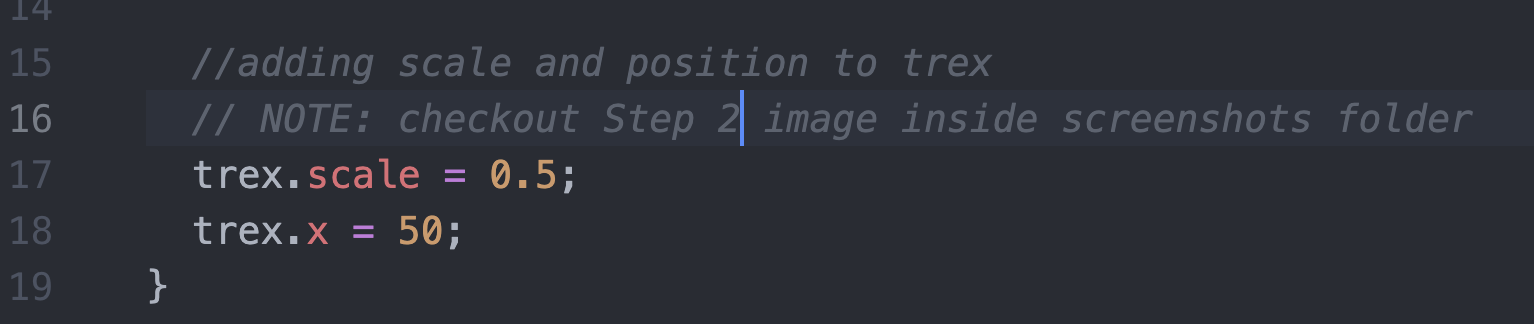 14
15 //adding scale and position to trex
16 // NOTE: checkout Step 2 image inside screenshots folder
17 trex.scale = 0.5;
18 trex.x = 50;
19 }